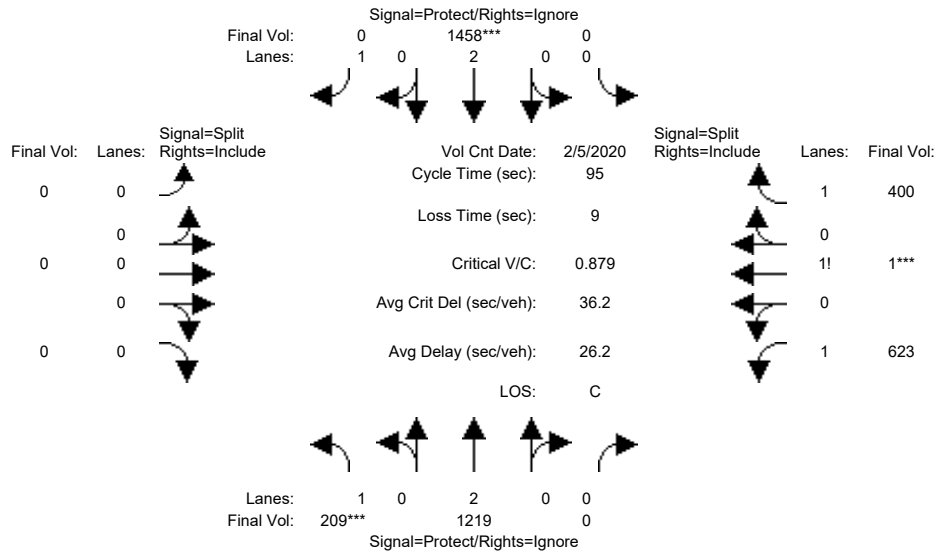 Signal=Protect/Rights=Ignore
Final Vol: 0 1458*** 0
Lanes: 1 0 2 0 0
Signal=Split Signal=Split
Final Vol: Lanes: Rights=Include Vol Cnt Date: 2/5/2020 Rights=Include Lanes: Final Vol:
Cycle Time (sec): 95
0 0 1 400
Loss Time (sec): 9
0 0
0 0 Critical V/C: 0.879 1! 1***
0 Avg Crit Del (sec/veh): 36.2 0
0 0 Avg Delay (sec/veh): 26.2 1 623
LOS: C
Lanes: 1 0 2 0 0
Final Vol: 209*** 1219 0
Signal=Protect/Rights=Ignore